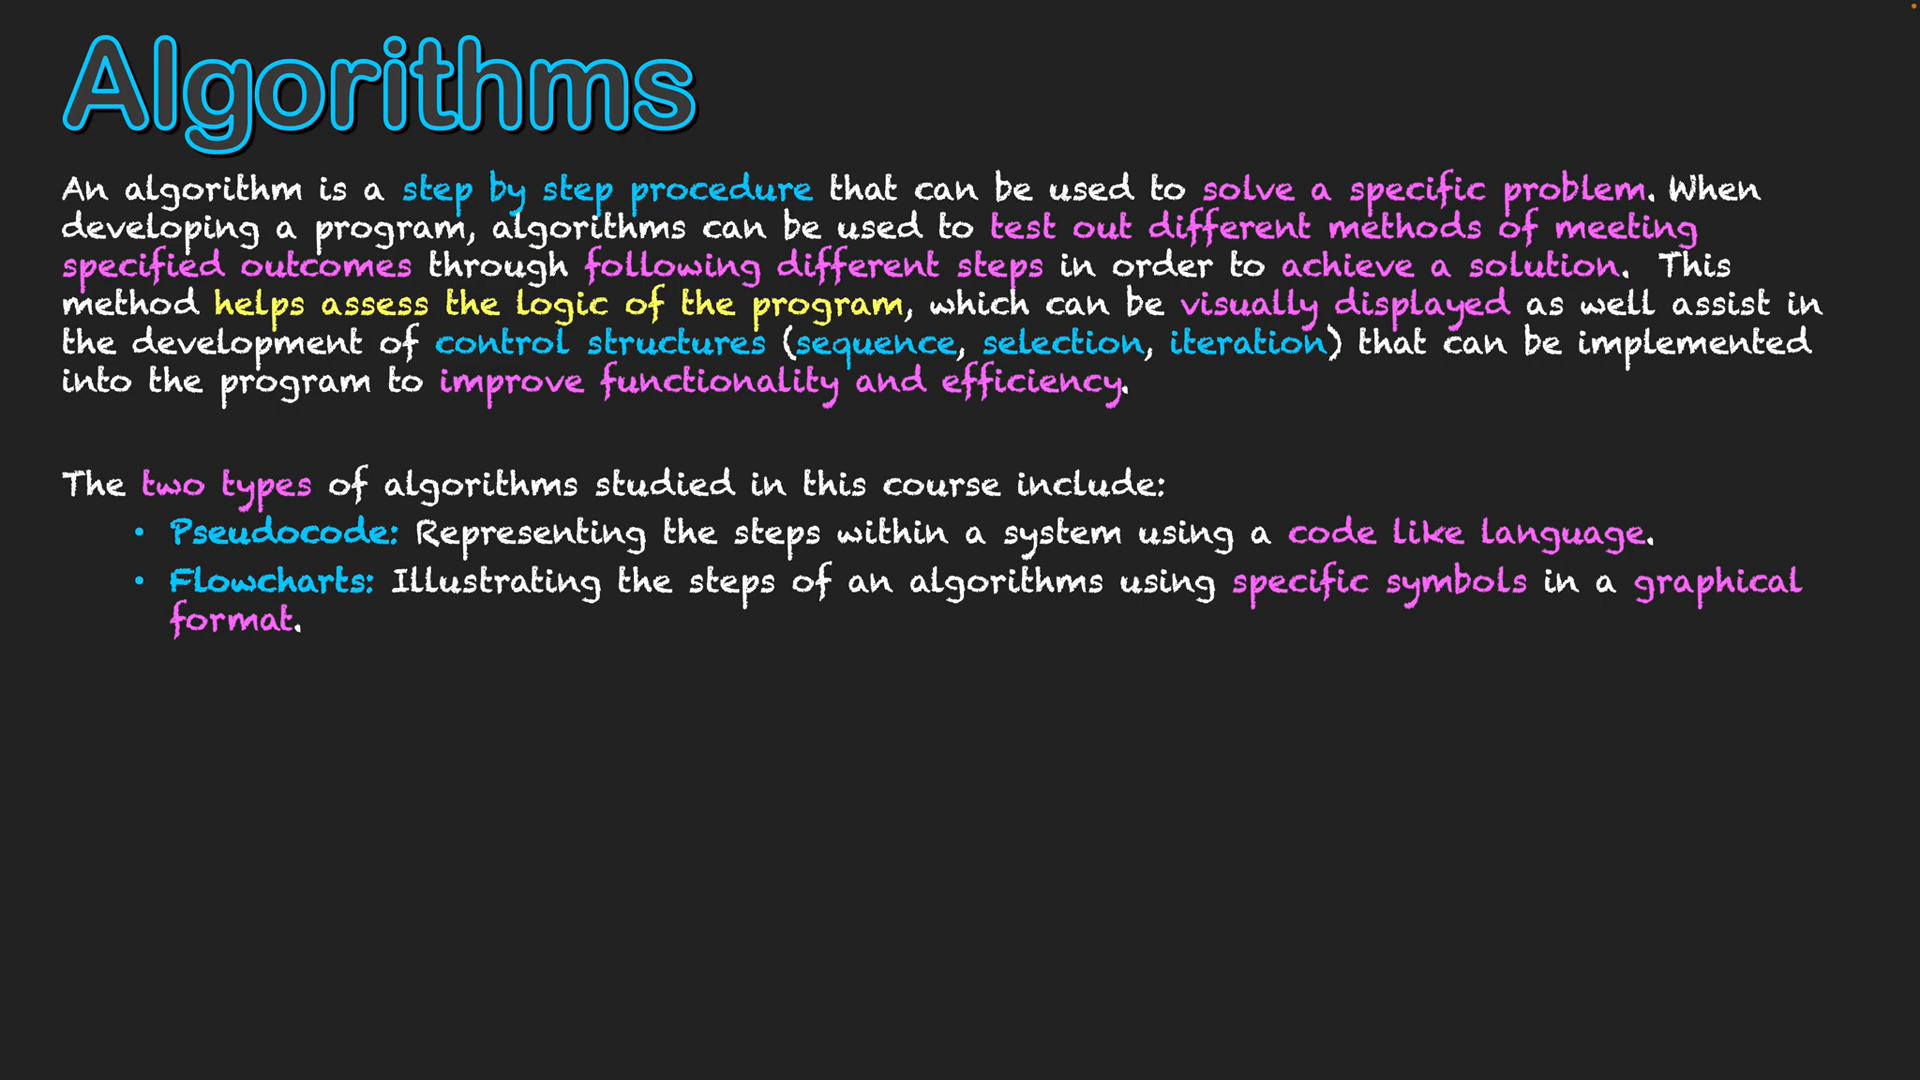 Algorithms
An algorithm is a step by step procedure that can be used to solve a specific problem. When
developing a program, algorithms can be used to test out different methods of meeting
specified outcomes through following different steps in order to achieve a solution. This
method helps assess the logic of the program, which can be visually displayed as well assist in
the development of control structures (sequence, selection, iteration) that can be implemented
into the program to improve functionality and efficiency.
The two types of algorithms studied in this course include:
• Pseudocode: Representing the steps within a system using a code like language.
• Flowcharts: Illustrating the steps of an algorithms using specific symbols in a graphical
format.